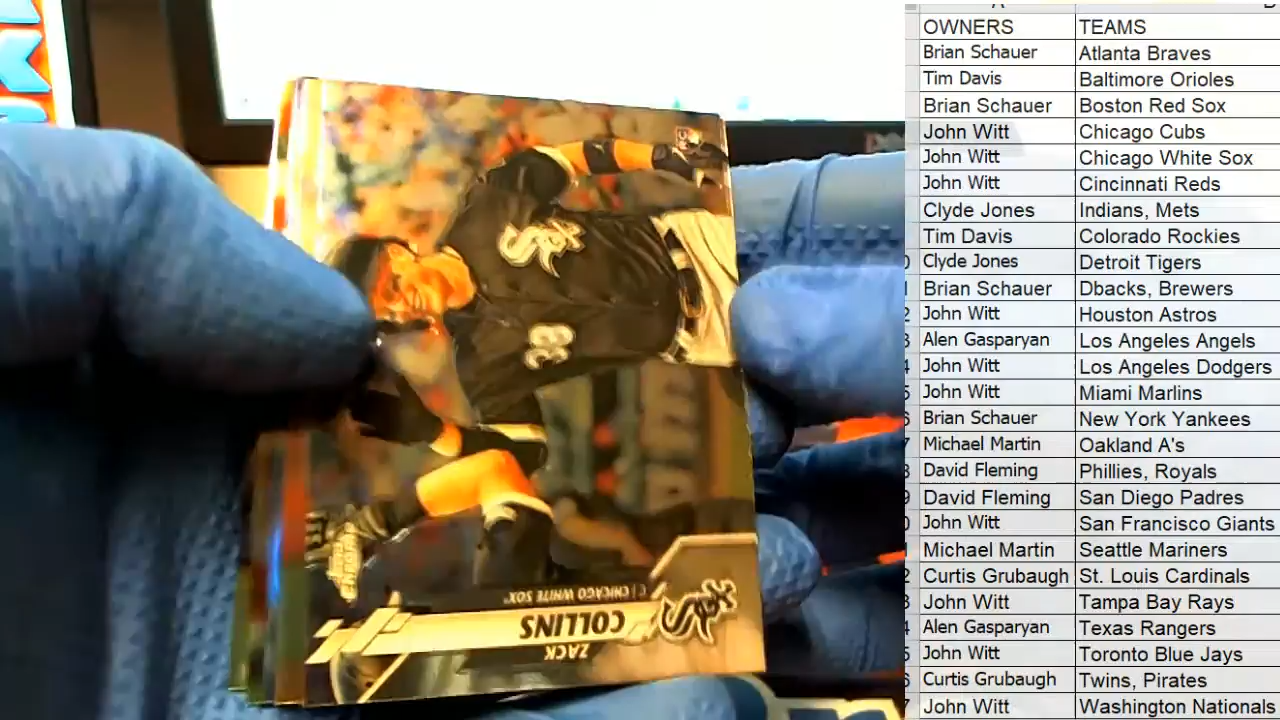 OWNERS TEAMS
Brian Schauer Atlanta Braves
Tim Davis Baltimore Orioles
Brian Schauer Boston Red Sox
John Witt Chicago Cubs
John Witt Chicago White Sox
John Witt Cincinnati Reds
Clyde Jones Indians, Mets
Tim Davis Colorado Rockies
Clyde Jones Detroit Tigers
Brian Schauer Dbacks, Brewers
John Witt Houston Astros
Alen Gasparyan Los Angeles Angels
John Witt Los Angeles Dodgers
John Witt Miami Marlins
Brian Schauer New York Yankees
Michael Martin Oakland A's
David Fleming Phillies, Royals
David Fleming San Diego Padres
John Witt San Francisco Giants
Michael Martin Seattle Mariners
Curtis Grubaugh St. Louis Cardinals
John Witt Tampa Bay Rays
Alen Gasparyan Texas Rangers
John Witt Toronto Blue Jays
Curtis Grubaugh Twins, Pirates
John Witt Washington Nationals
ZACK
COLLINS
C | CHICAGO WHITE SOX
Sox
Sox